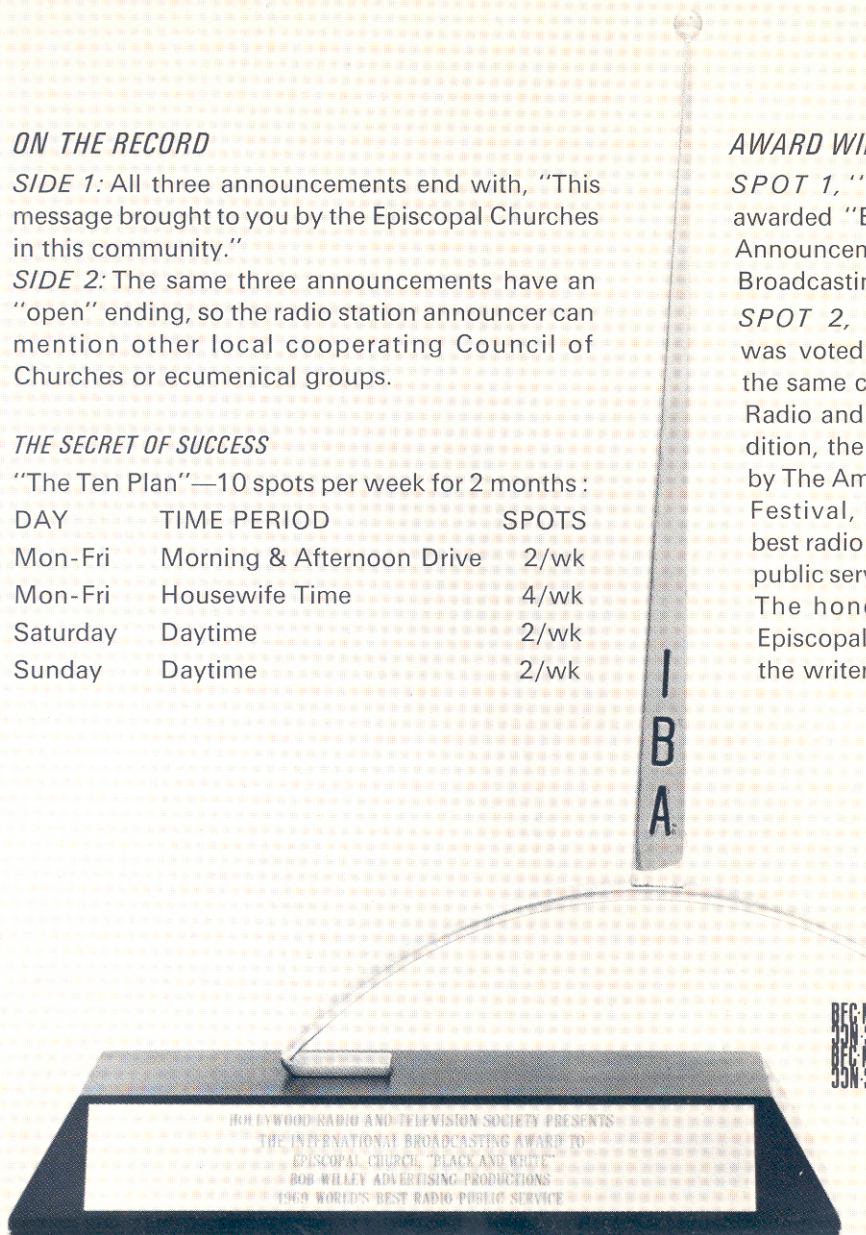 ON THE RECORD
SIDE 1: All three announcements end with, "This
message brought to you by the Episcopal Churches
in this community."
SIDE 2: The same three announcements have an
"open" ending, so the radio station announcer can
mention other local cooperating Council of
Churches or ecumenical groups.
THE SECRET OF SUCCESS
"The Ten Plan"—10 spots per week for 2 months:
DAY TIME PERIOD SPOTS
Mon-Fri Morning & Afternoon Drive 2/wk
Mon-Fri Housewife Time 4/wk
Saturday Daytime 2/wk
Sunday Daytime 2/wk
AWARD
SPOT 1, "
awarded "
Broadcastin
SPOT 2,
was voted
the same c
Radio and
dition, the
by The Am
Festival,
best radio
public serv
The hono
Episcopal
the writer
I
B
A
HOLLYWOOD RADIO AND TELEVISION SOCIETY PRESENTS
THE INTERNATIONAL BROADCASTING AWARD TO
EPISCOPAL CHURCH, "BLACK AND WHITE"
BOB WILLEY ADVERTISING PRODUCTIONS
1969 WORLD'S BEST RADIO PUBLIC SERVICE